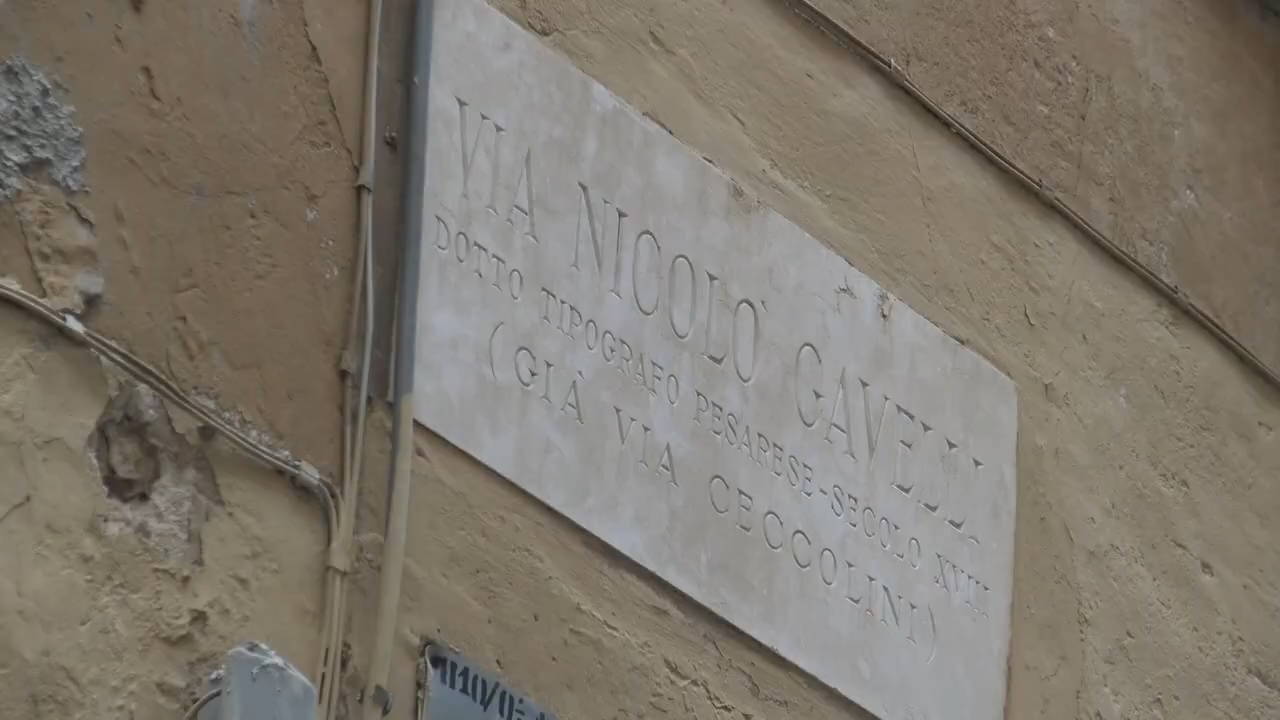 VIA NICOLÒ GAVELLI
DOTTO TIPOGRAFO PESARESE-SECOLO XVIII
(GIÀ VIA CECCOLINI)